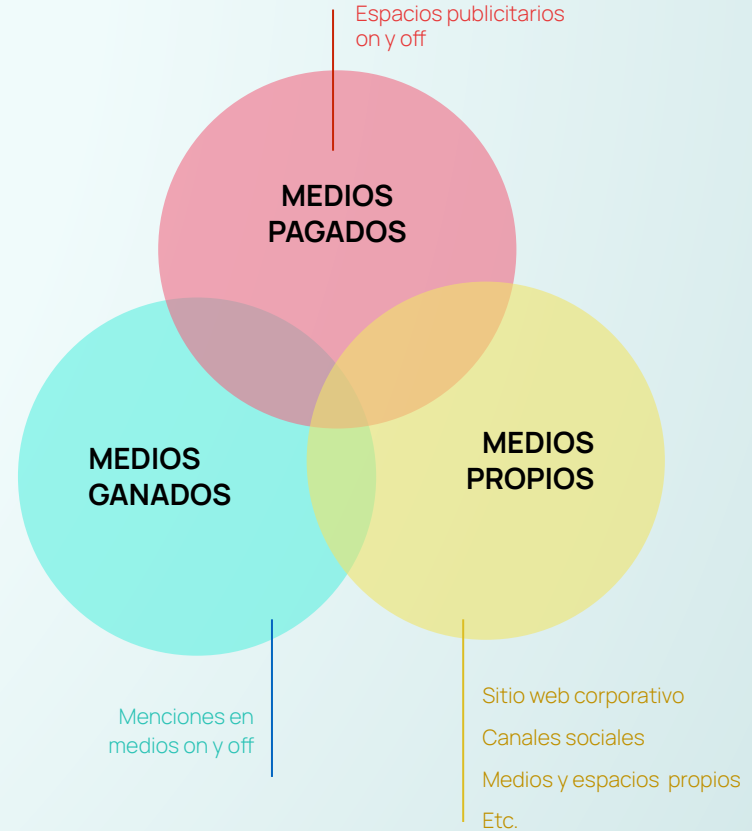 Espacios publicitarios
on y off
MEDIOS
PAGADOS
MEDIOS
GANADOS
MEDIOS
PROPIOS
Menciones en
medios on y off
Sitio web corporativo
Canales sociales
Medios y espacios propios
Etc.